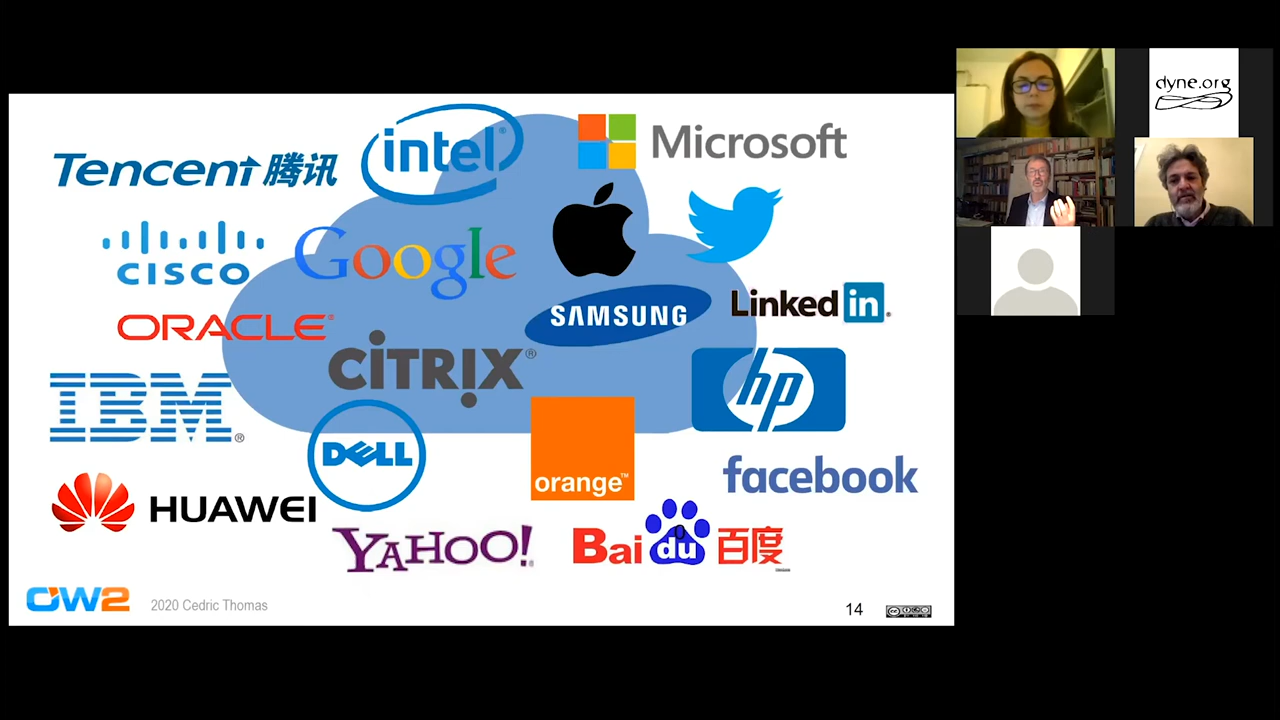 Tencent 腾讯
intel®
Microsoft
CISCO
Google
SAMSUNG
Linked in®
ORACLE®
CiTRIX®
hp
IBM®
DELL
orange™
facebook
HUAWEI
YAHOO!®
Bai du 百度
OW2
2020 Cedric Thomas
14
dyne.org